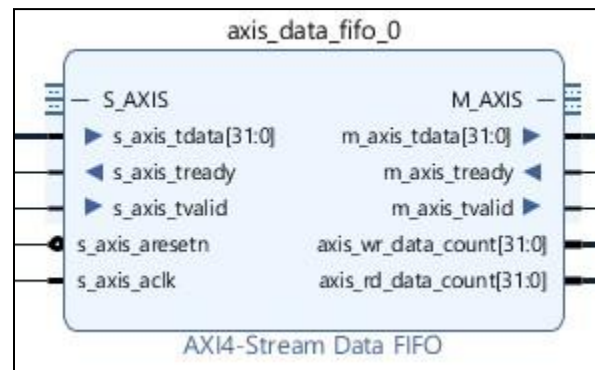 axis_data_fifo_0
S_AXIS M_AXIS
s_axis_tdata[31:0] m_axis_tdata[31:0]
s_axis_tready m_axis_tready
s_axis_tvalid m_axis_tvalid
s_axis_aresetn axis_wr_data_count[31:0]
s_axis_aclk axis_rd_data_count[31:0]
AXI4-Stream Data FIFO